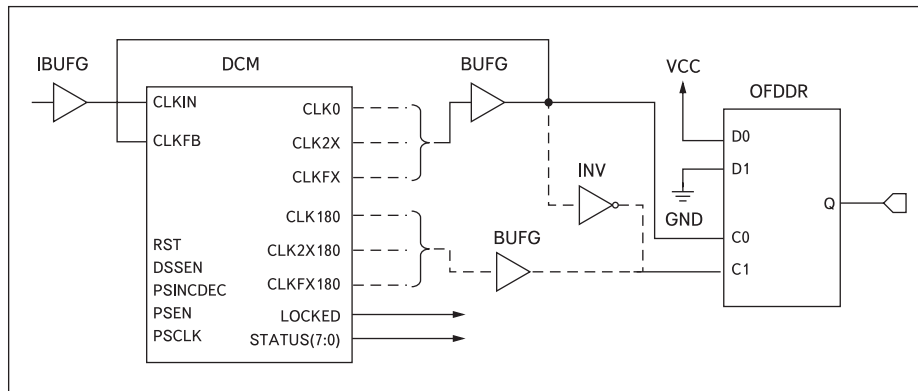 IBUFG
DCM
BUFG
VCC
OFDDR
CLKIN
CLKFB
RST
DSSEN
PSINCDEC
PSEN
PSCLK
CLK0
CLK2X
CLKFX
CLK180
CLK2X180
CLKFX180
LOCKED
STATUS(7:0)
INV
BUFG
GND
D0
D1
C0
C1
Q